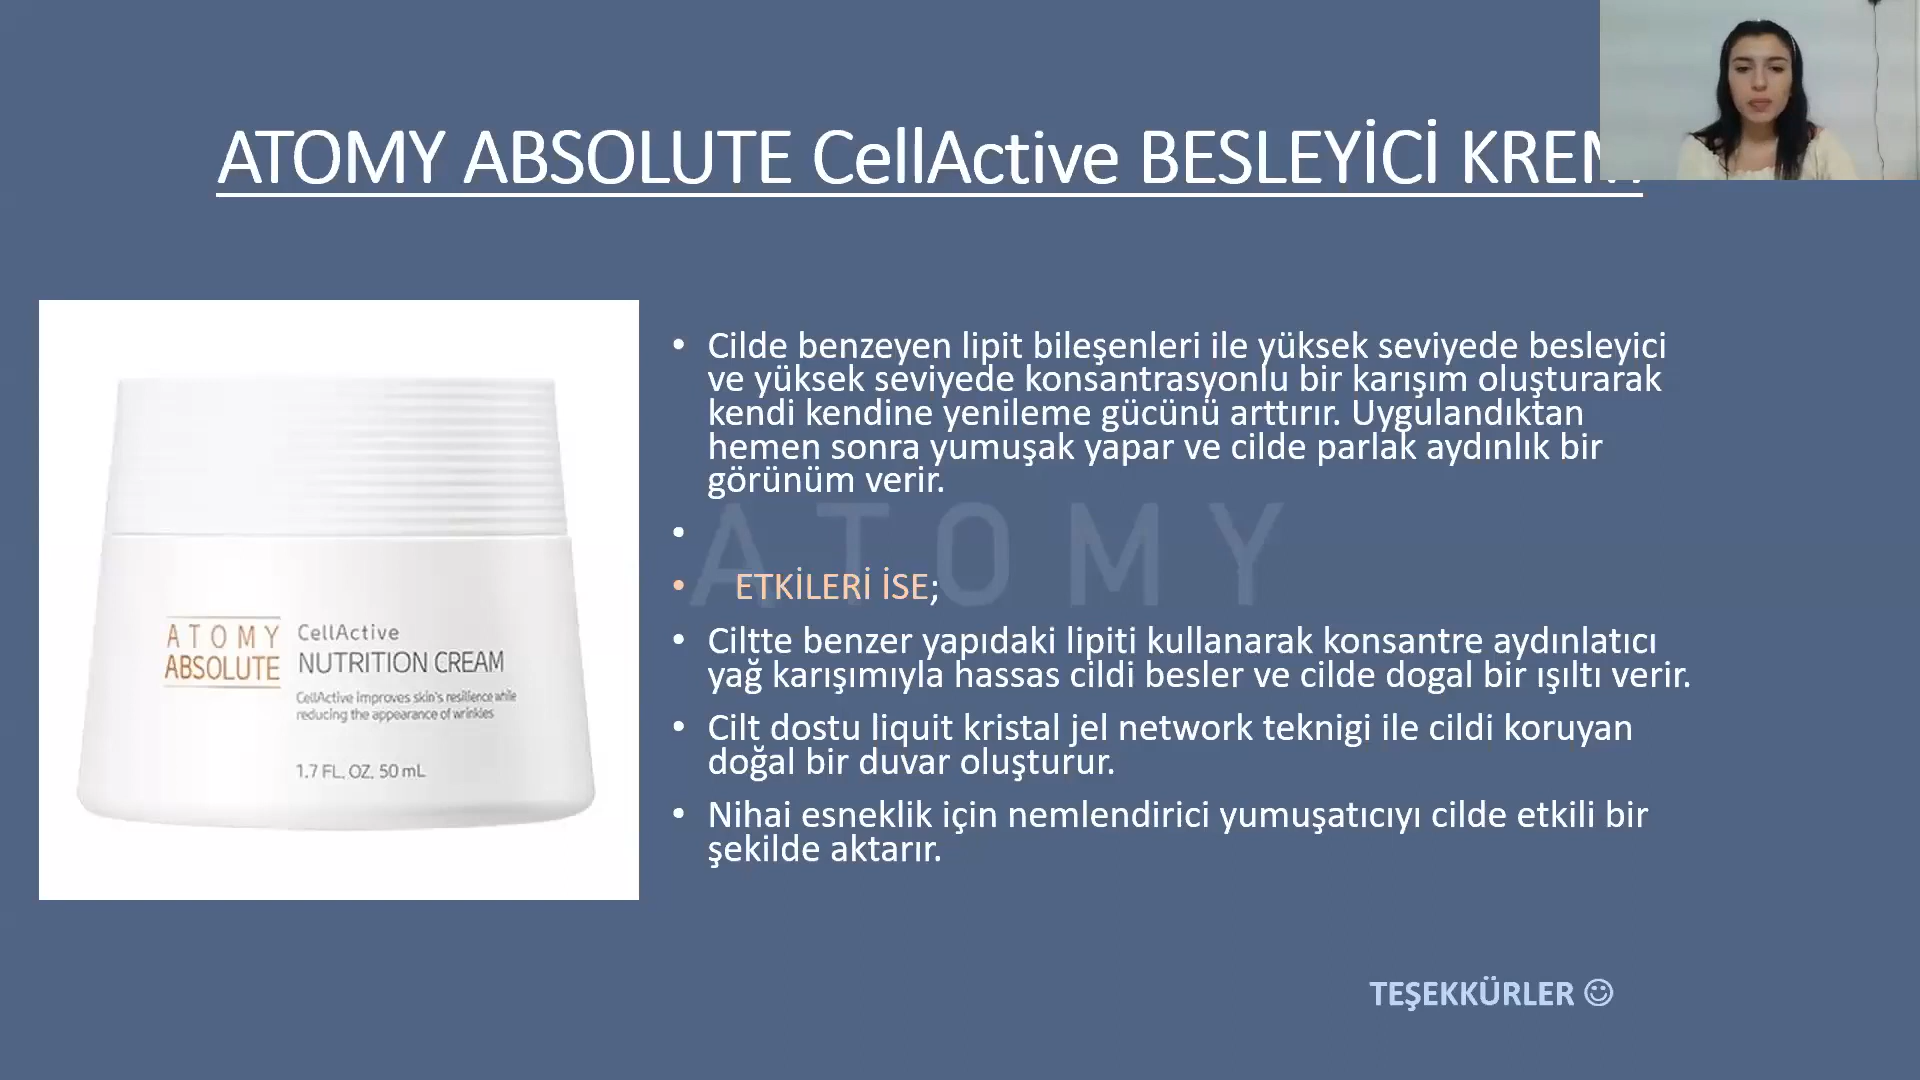 ATOMY ABSOLUTE CellActive BESLEYİCİ
Cilde benzeyen lipit bileşenleri ile yüksek seviyede besleyici
ve yüksek seviyede konsantrasyonlu bir karışım oluşturarak
kendi kendine yenileme gücünü arttırır. Uygulandıktan
hemen sonra yumuşak yapar ve cilde parlak aydınlık bir
görünüm verir.
ATOMY
ETKİLERİ İSE;
Ciltte benzer yapıdaki lipiti kullanarak konsantre aydınlatıcı
yağ karışımıyla hassas cildi besler ve cilde dogal bir ışıltı verir.
Cilt dostu liquit kristal jel network teknigi ile cildi koruyan
doğal bir duvar oluşturur.
Nihai esneklik için nemlendirici yumuşatıcıyı cilde etkili bir
şekilde aktarır.
ATOMY
ABSOLUTE
CellActive
NUTRITION CREAM
CellActive improves skin's resilience while
reducing the appearance of wrinkles
1.7 FL. OZ. 50 mL
TEŞEKKÜRLER ☺